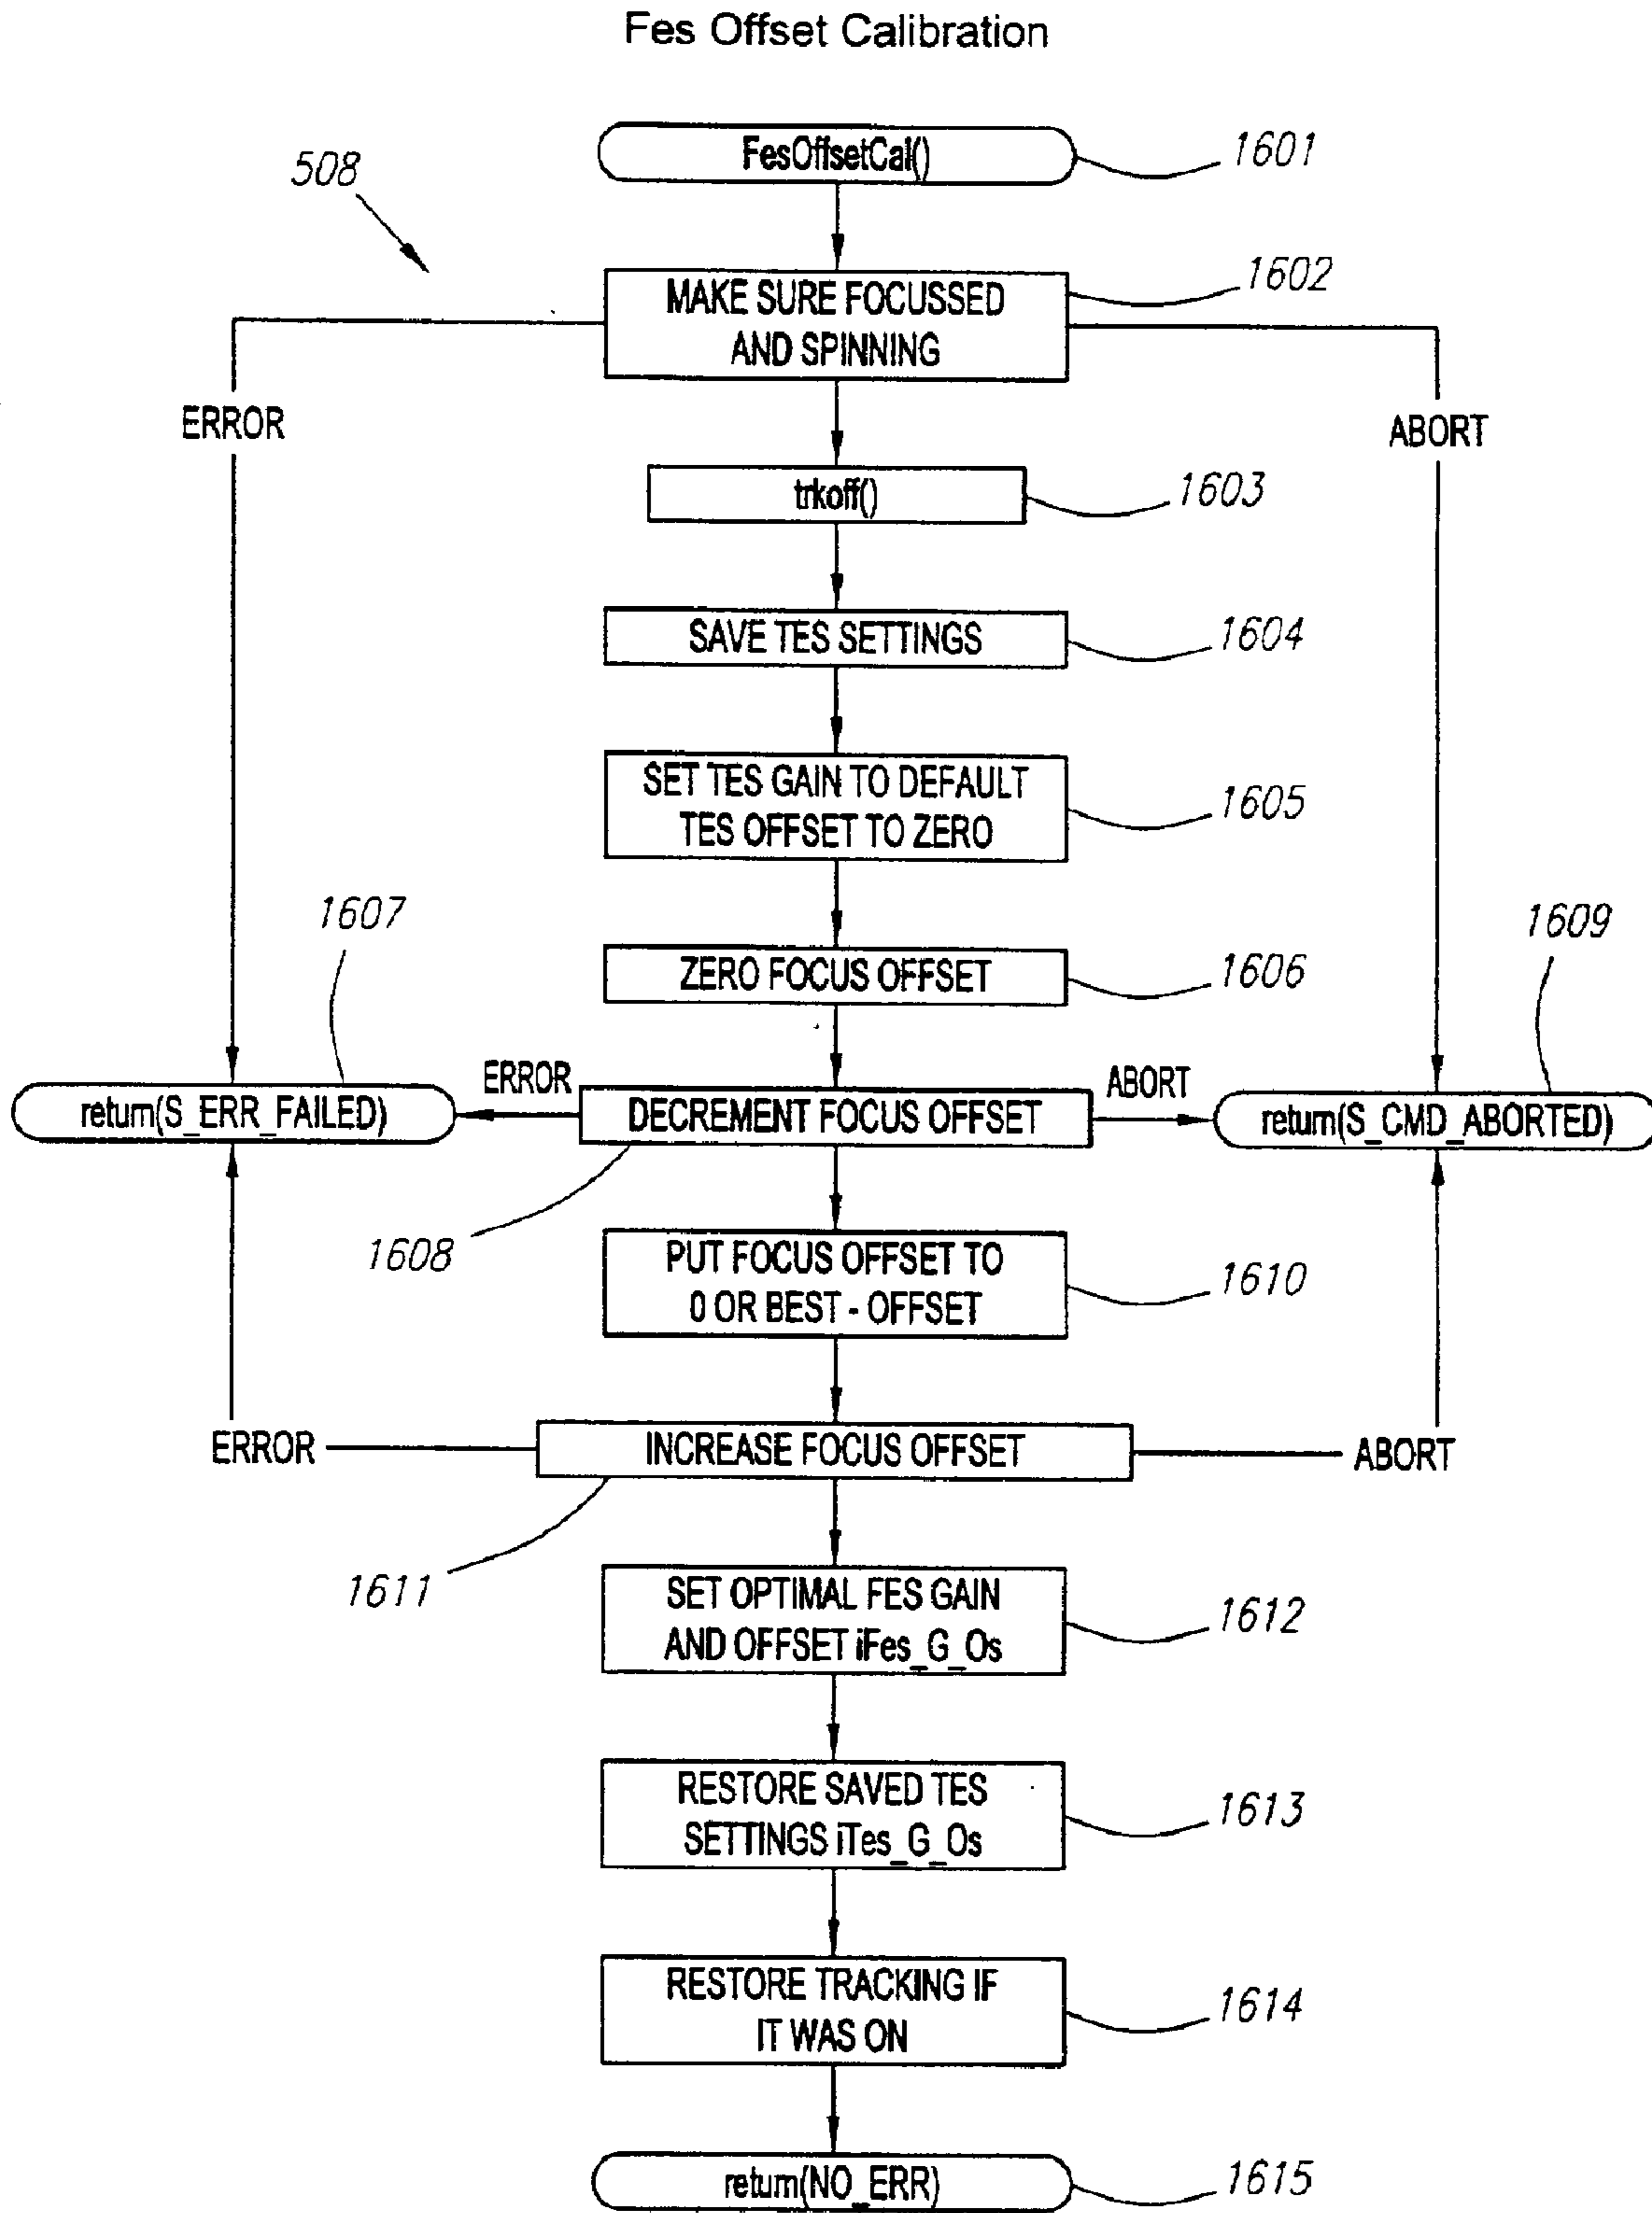 Fes Offset Calibration
FesOffsetCal()
1601
508
MAKE SURE FOCUSSED
AND SPINNING
1602
ERROR
ABORT
trkoff()
1603
SAVE TES SETTINGS
1604
SET TES GAIN TO DEFAULT
TES OFFSET TO ZERO
1605
1607
1609
ZERO FOCUS OFFSET
1606
return(S_ERR_FAILED)
ERROR
DECREMENT FOCUS OFFSET
ABORT
return(S_CMD_ABORTED)
1608
PUT FOCUS OFFSET TO
0 OR BEST - OFFSET
1610
ERROR
INCREASE FOCUS OFFSET
ABORT
1611
SET OPTIMAL FES GAIN
AND OFFSET iFes_G_Os
1612
RESTORE SAVED TES
SETTINGS iTes_G_Os
1613
RESTORE TRACKING IF
IT WAS ON
1614
return(NO_ERR)
1615